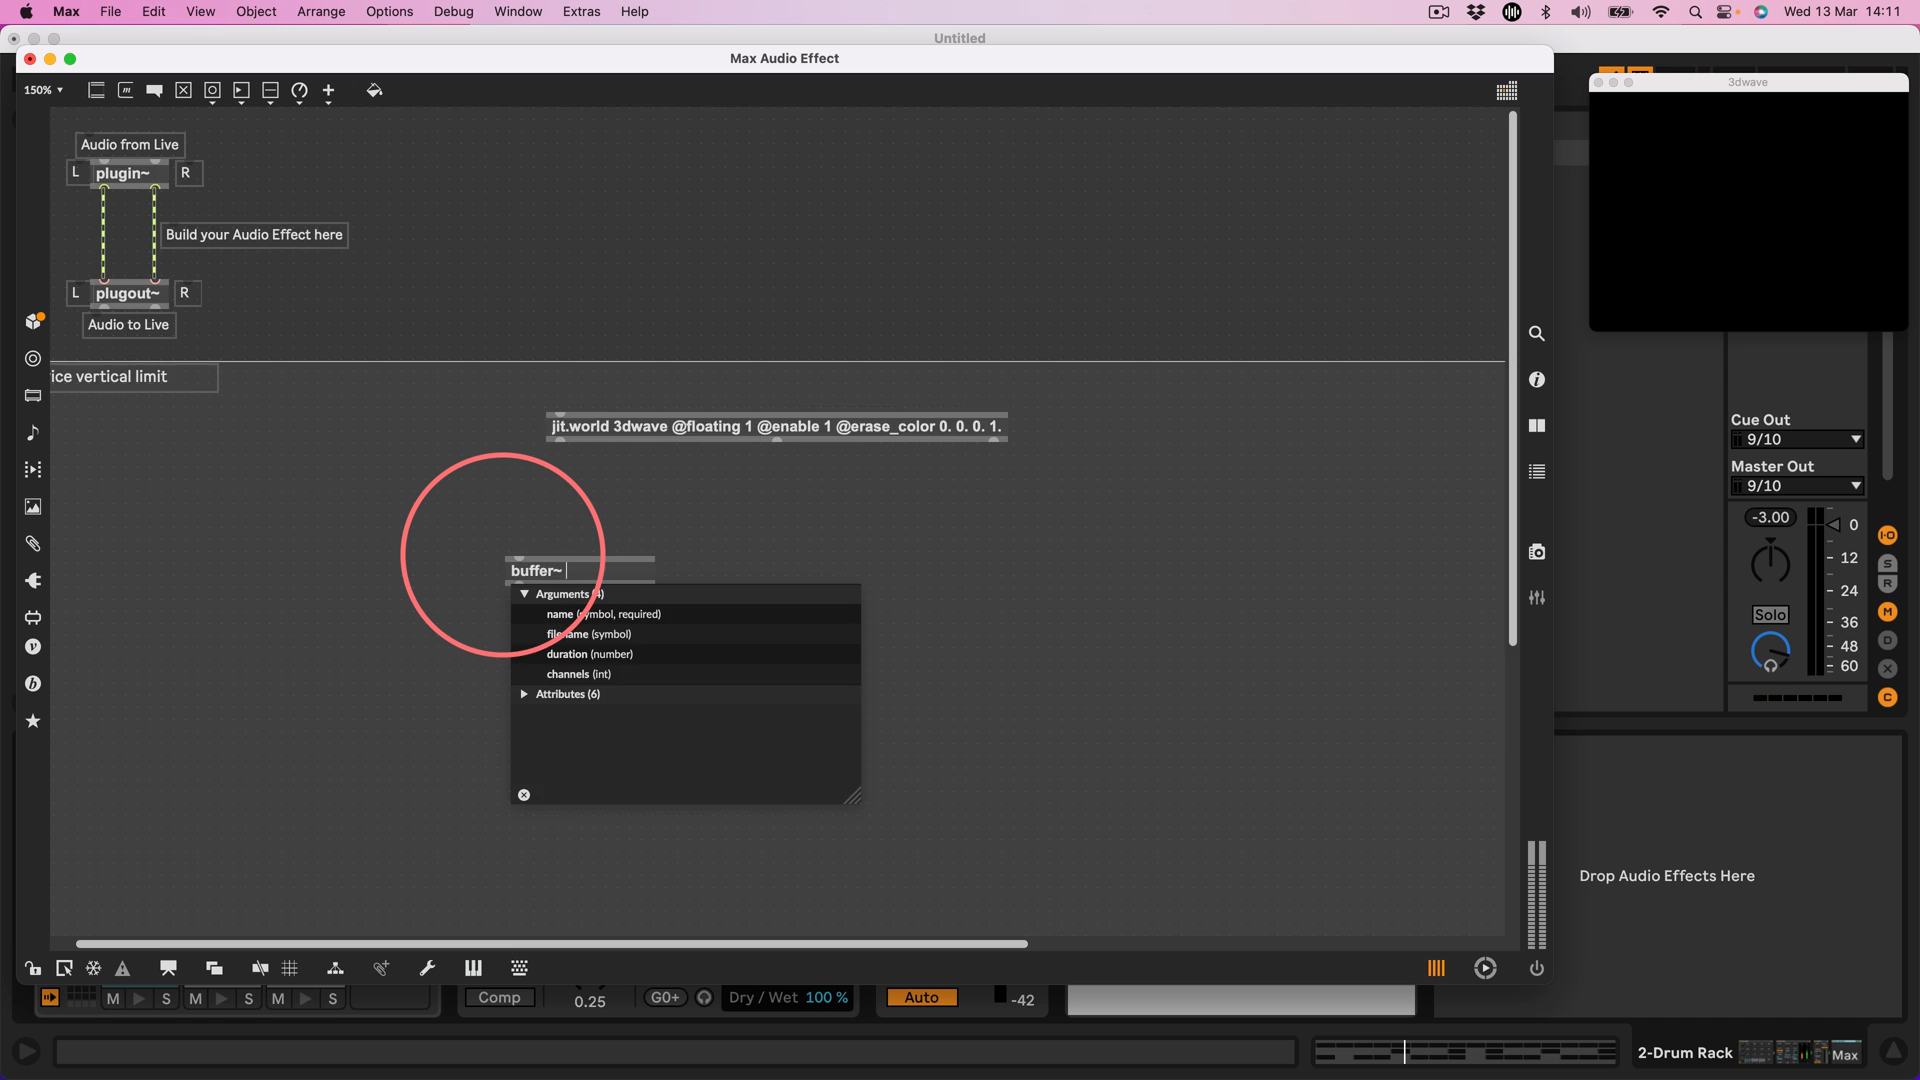 Max File Edit View Object Arrange Options Debug Window Extras Help Wed 13 Mar 14:11
Untitled
Max Audio Effect
3dwave
150%
Audio from Live
L plugin~ R
Build your Audio Effect here
L plugout~ R
Audio to Live
ice vertical limit
jit.world 3dwave @floating 1 @enable 1 @erase_color 0. 0. 0. 1.
buffer~
Arguments (4)
name (symbol, required)
filename (symbol)
duration (number)
channels (int)
Attributes (6)
Cue Out
9/10
Master Out
9/10
-3.00
0
12
24
36
48
60
Solo
I·O
S
R
M
D
X
C
Drop Audio Effects Here
M S M S M S
Comp 0.25 G0+ Dry / Wet 100 % Auto -42
2-Drum Rack Max